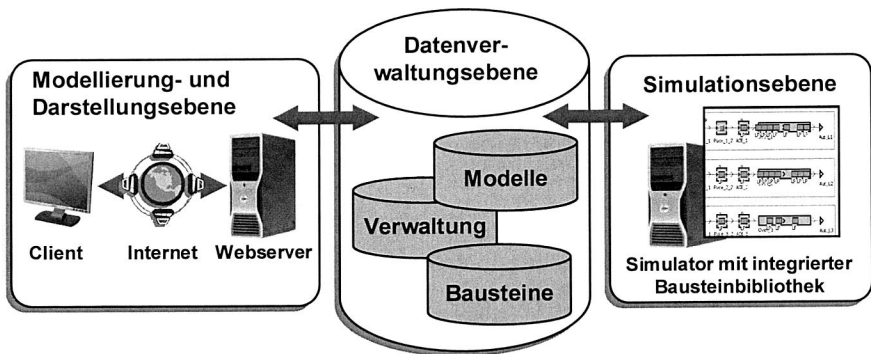 Modellierung- und
Darstellungsebene
Client
Internet
Webserver
Datenver-
waltungsebene
Modelle
Verwaltung
Bausteine
Simulationsebene
Simulator mit integrierter
Bausteinbibliothek